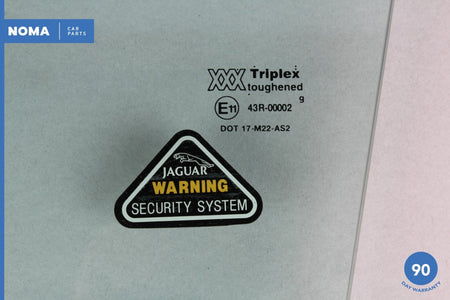 NOMA CAR PARTS
XXX Triplex
toughened
g
E11 43R-00002
DOT 17-M22-AS2
JAGUAR
WARNING
SECURITY SYSTEM
90
DAY WARRANTY